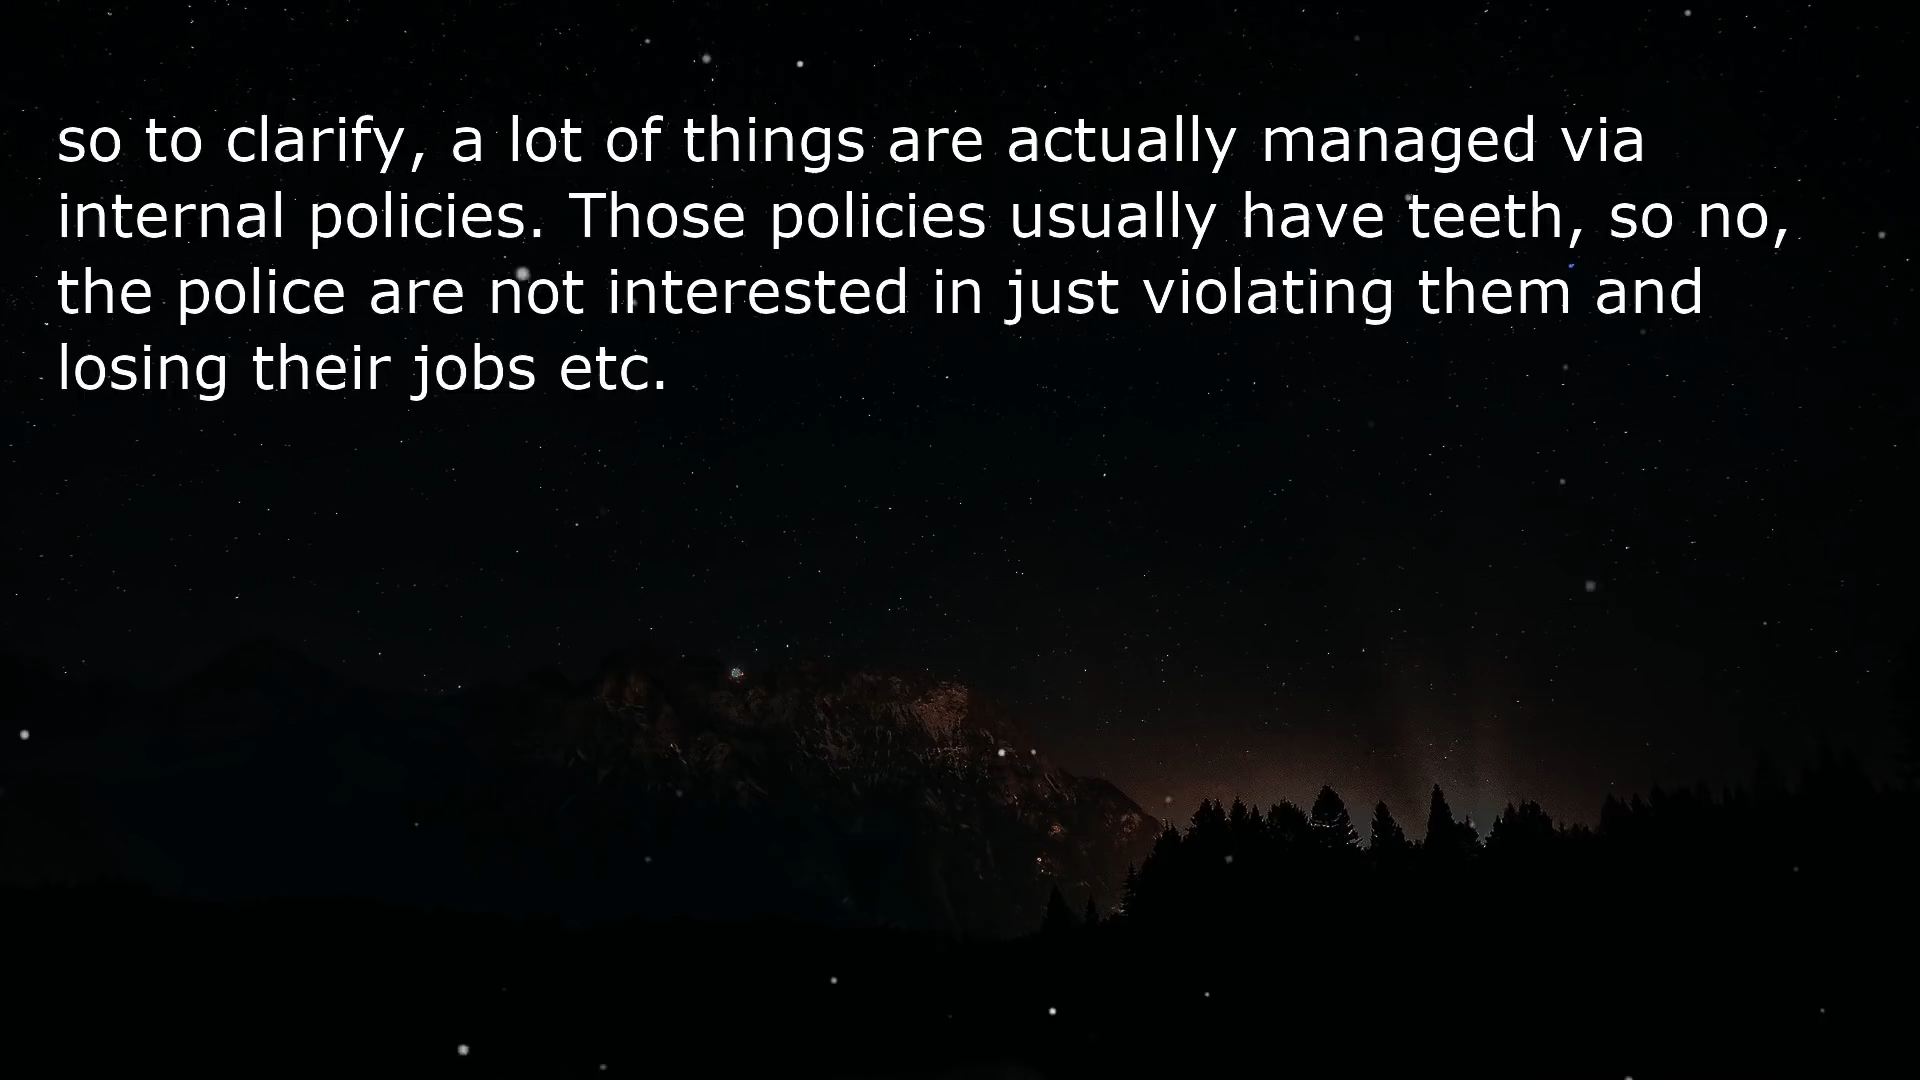 so to clarify, a lot of things are actually managed via
internal policies. Those policies usually have teeth, so no,
the police are not interested in just violating them and
losing their jobs etc.